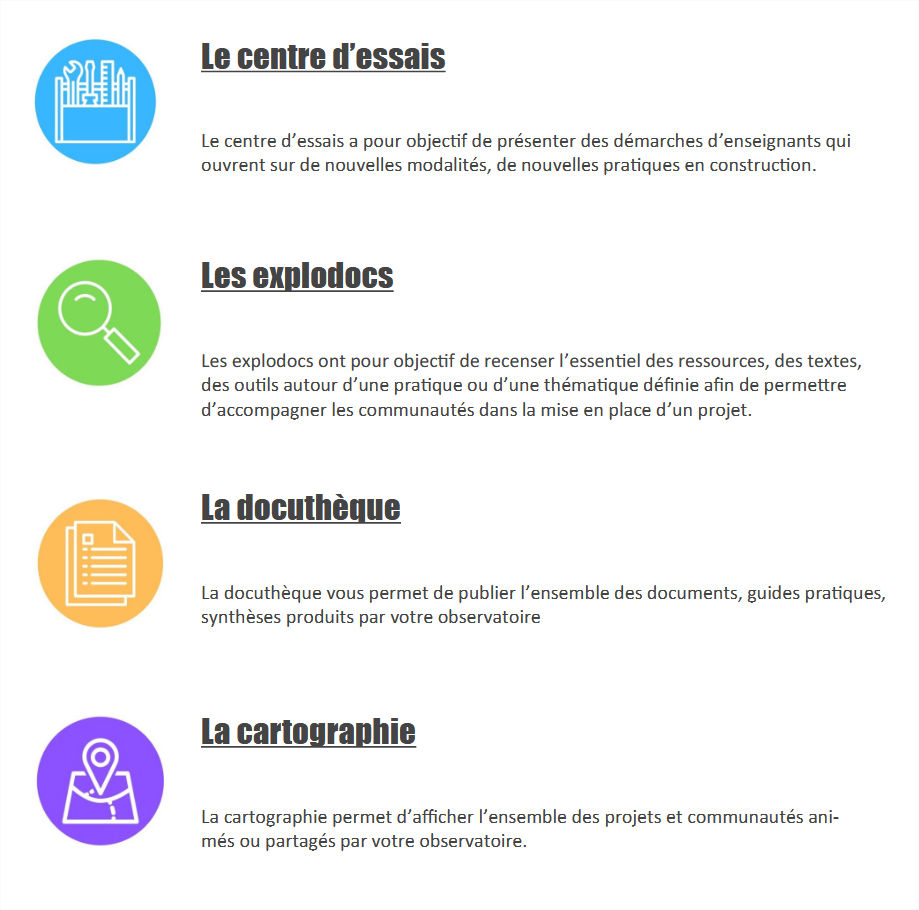 Le centre d’essais
Le centre d’essai a pour objectif de présenter des démarches d’enseignants qui
ouvrent sur de nouvelles modalités, de nouvelles pratiques en construction.
Les explodocs
Les explodocs ont pour objectif de recenser l’essentiel des ressources, des textes,
des outils autour d’une pratique ou d’une thématique définie afin de permettre
d’accompagner les communautés dans la mise en place d’un projet.
La docuthèque
La docuthèque vous permet de publier l’ensemble des documents, guides pratiques,
synthèses produits par votre observatoire
La cartographie
La cartographie permet d’afficher l’ensemble des projets et communautés ani-
més ou partagés par votre observatoire.